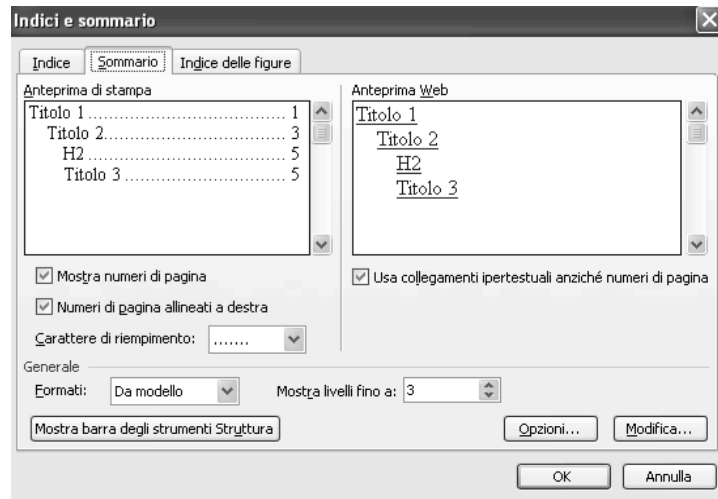 Indici e sommario
Indice Sommario Indice delle figure
Anteprima di stampa
Titolo 1 ................................................ 1
Titolo 2............................................ 3
H2 ............................................ 5
Titolo 3 ................................... 5
Anteprima Web
Titolo 1
Titolo 2
H2
Titolo 3
Mostra numeri di pagina
Usa collegamenti ipertestuali anziché numeri di pagina
Numeri di pagina allineati a destra
Carattere di riempimento: .......
Generale
Formati: Da modello Mostra livelli fino a: 3
Mostra barra degli strumenti Struttura Opzioni... Modifica...
OK Annulla